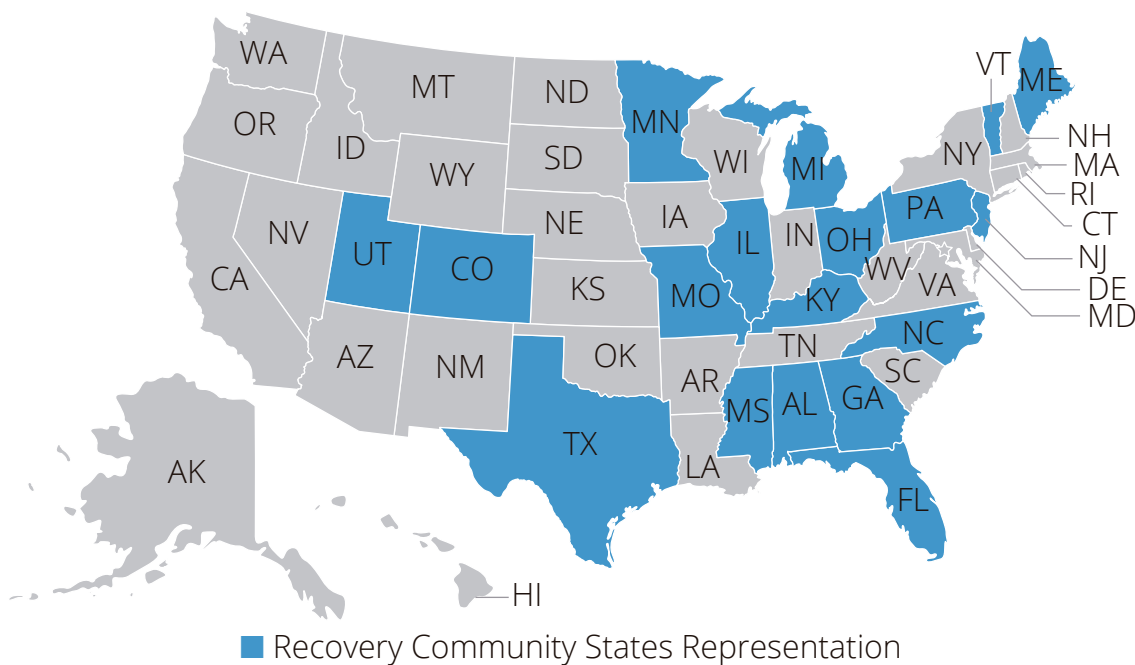 WA
MT
ND
MN
VT
ME
OR
ID
SD
WI
MI
NY
NH
MA
RI
CT
WY
NE
IA
PA
NJ
NV
UT
CO
IL
IN
OH
WV
VA
DE
MD
CA
KS
MO
KY
NC
AZ
NM
OK
AR
TN
SC
MS
AL
GA
TX
LA
FL
AK
HI
Recovery Community States Representation